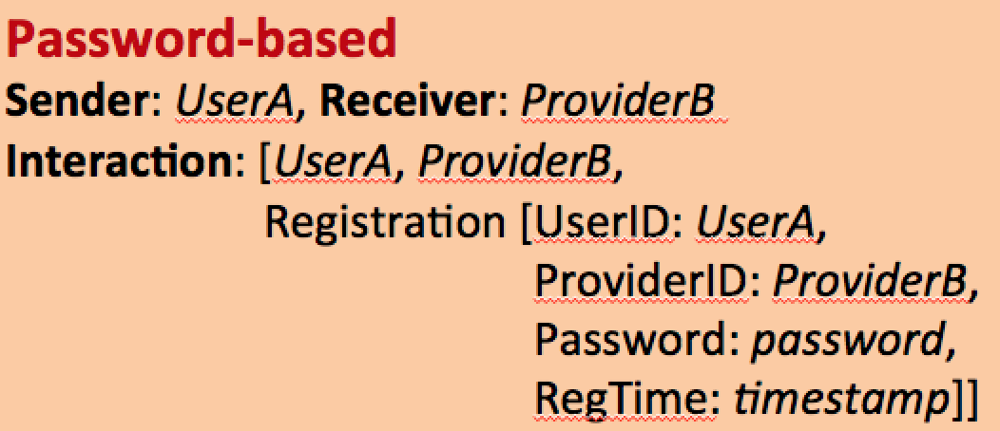 Password-based
Sender: UserA, Receiver: ProviderB
Interaction: [UserA, ProviderB,
Registration [UserID: UserA,
ProviderID: ProviderB,
Password: password,
RegTime: timestamp]]